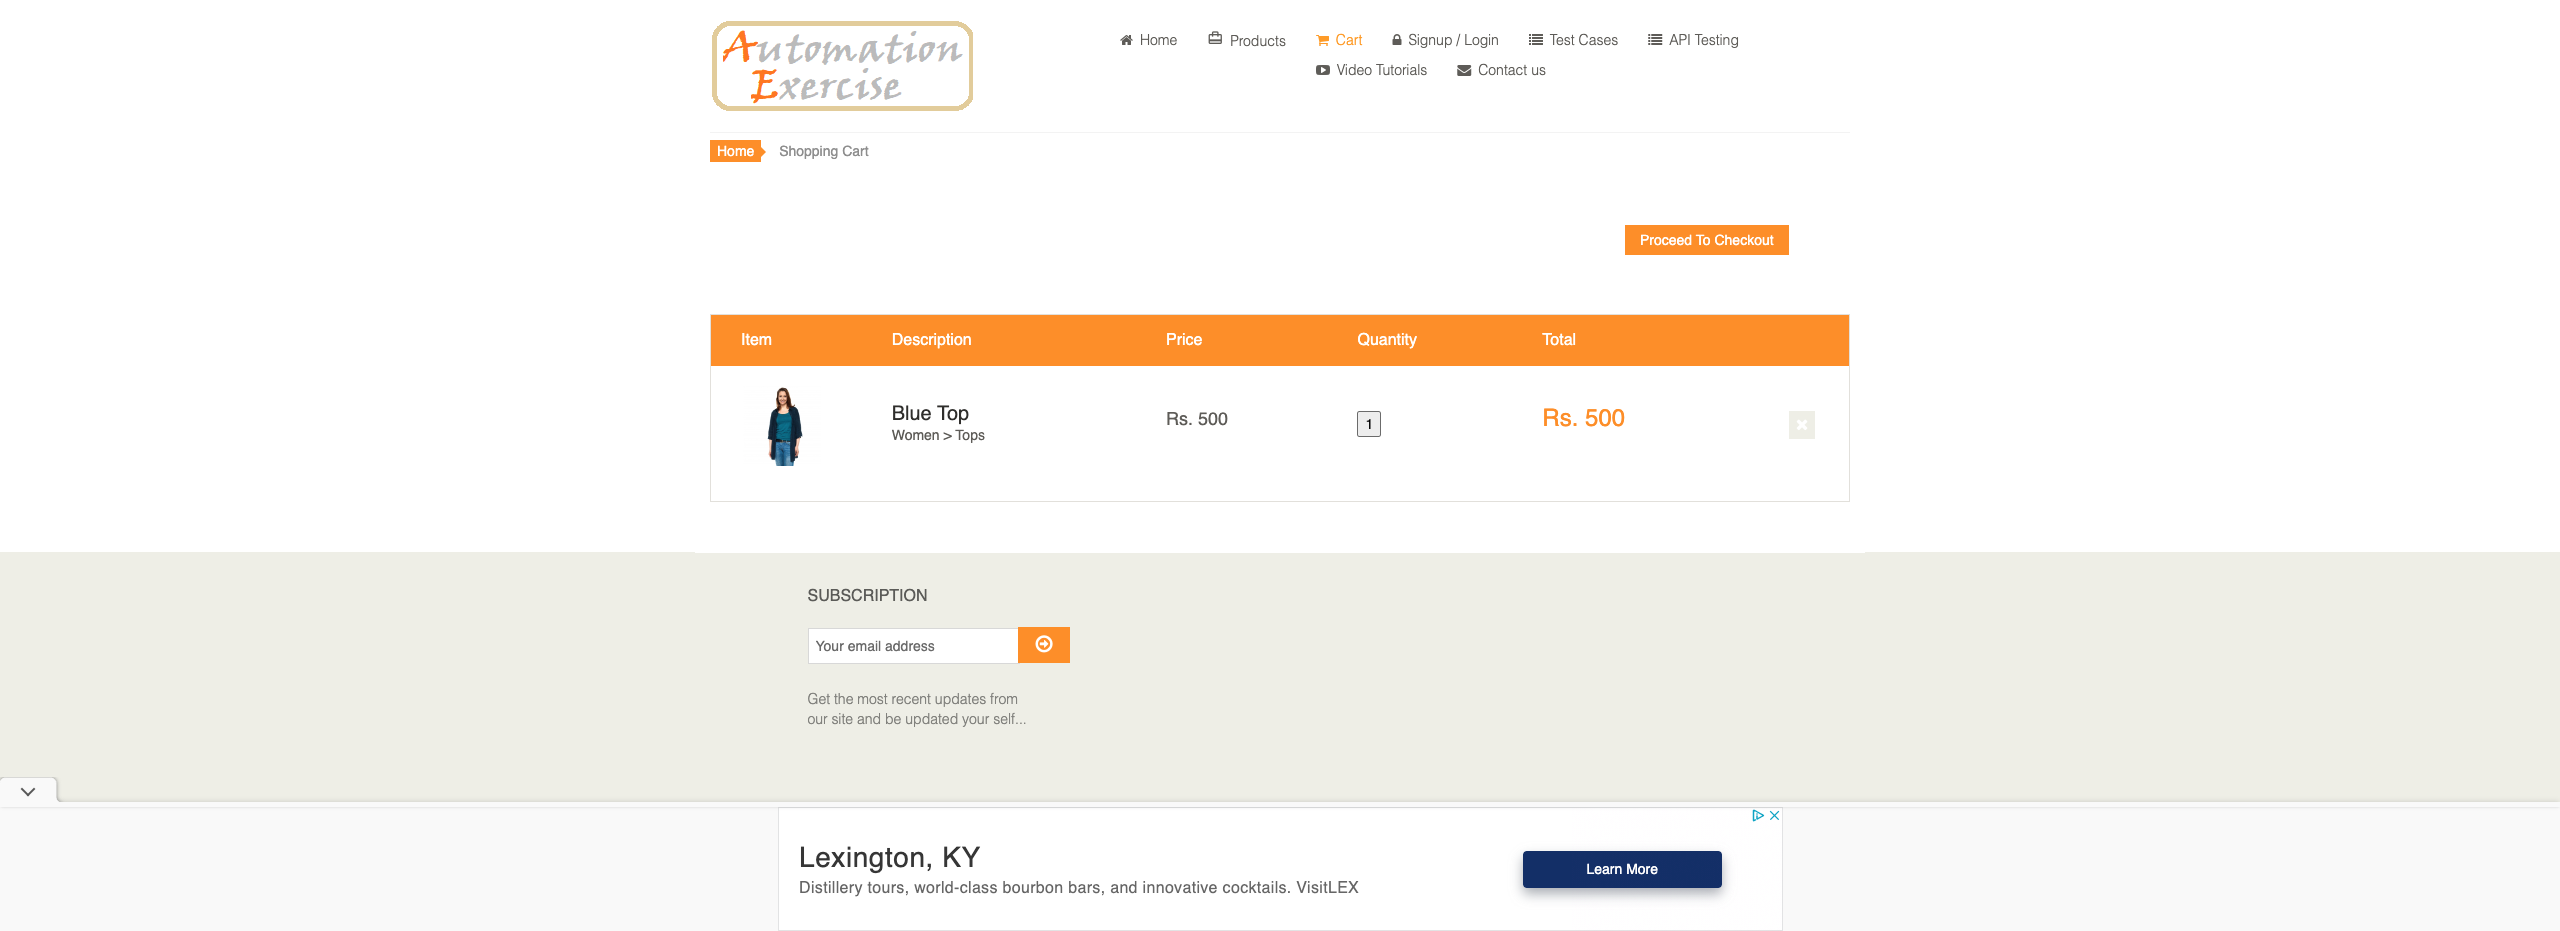 Automation
Exercise
Home
Products
Cart
Signup / Login
Test Cases
API Testing
Video Tutorials
Contact us
Home
Shopping Cart
Proceed To Checkout
Item Description Price Quantity Total
Blue Top
Women > Tops
Rs. 500
1
Rs. 500
SUBSCRIPTION
Your email address
Get the most recent updates from
our site and be updated your self...
Lexington, KY
Distillery tours, world-class bourbon bars, and innovative cocktails. VisitLEX
Learn More